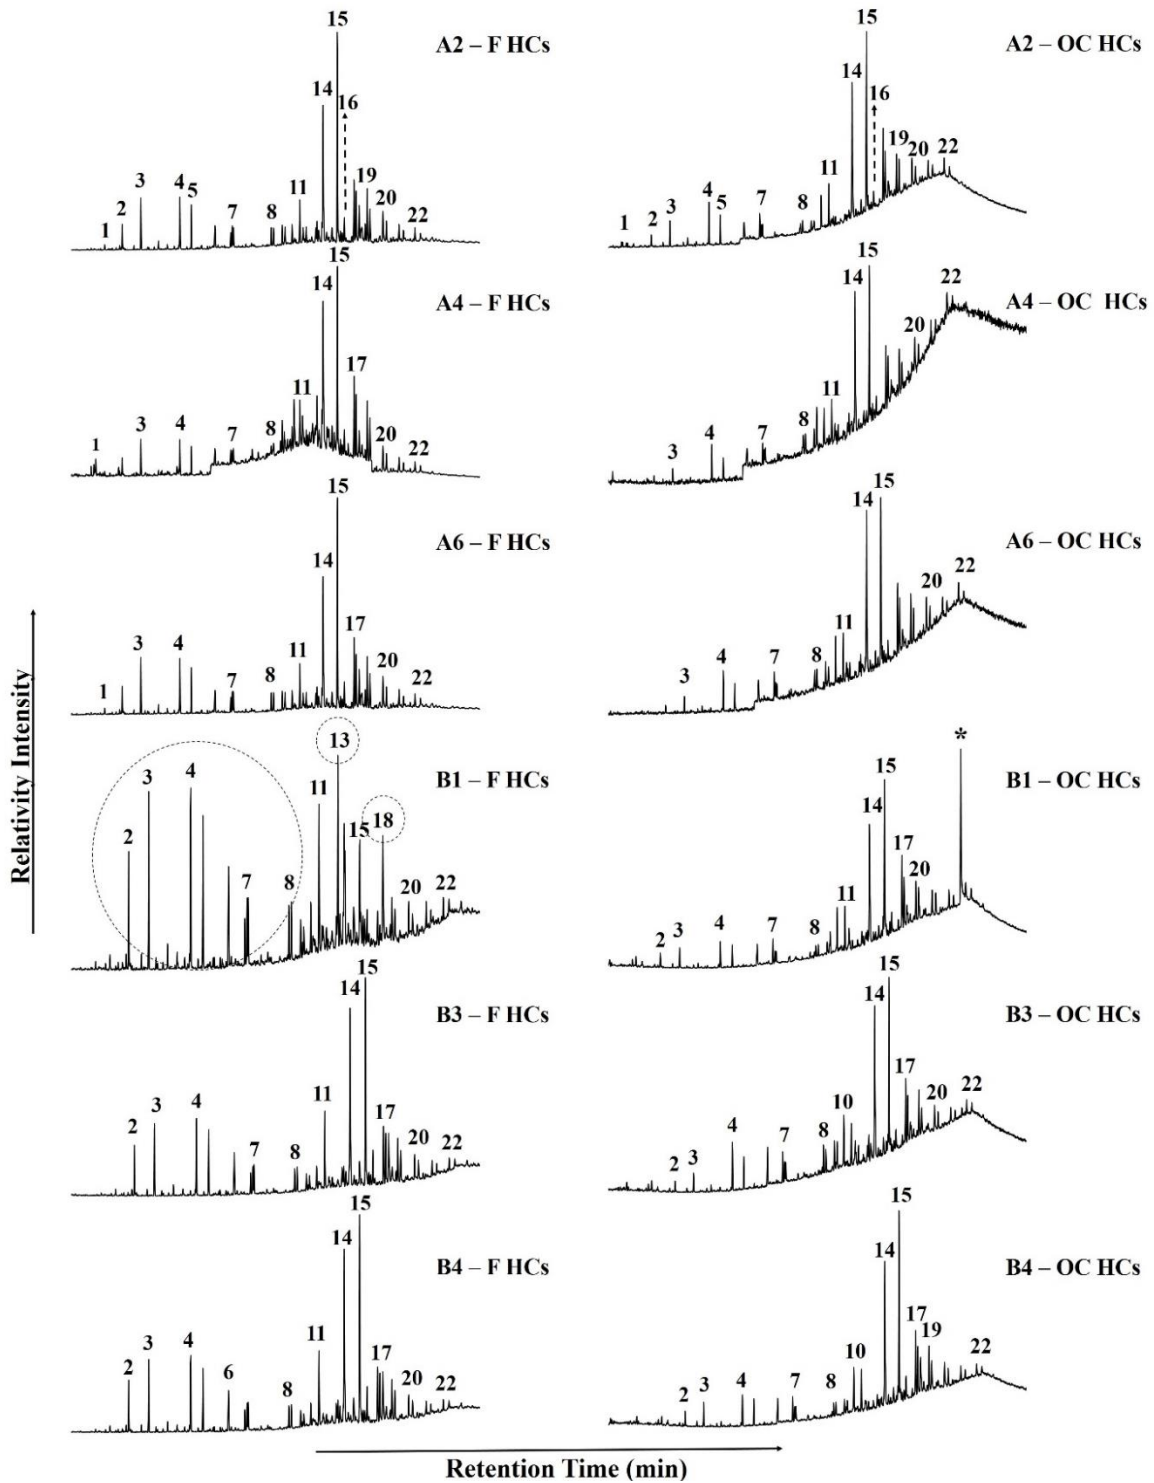 A2 – F HCs
1 2 3 4 5 7 8 11 14 15 16 19 20 22
A2 – OC HCs
1 2 3 4 5 7 8 11 14 15 16 19 20 22
A4 – F HCs
1 3 4 7 8 11 14 15 17 20 22
A4 – OC HCs
3 4 7 8 11 14 15 20 22
A6 – F HCs
1 3 4 7 8 11 14 15 17 20 22
A6 – OC HCs
3 4 7 8 11 14 15 20 22
B1 – F HCs
2 3 4 7 8 11 13 15 18 20 22
B1 – OC HCs
2 3 4 7 8 11 14 15 17 20 *
B3 – F HCs
2 3 4 7 8 11 14 15 17 20 22
B3 – OC HCs
2 3 4 7 8 10 14 15 17 20 22
B4 – F HCs
2 3 4 6 8 11 14 15 17 20 22
B4 – OC HCs
2 3 4 7 8 10 14 15 17 19 22
Relativity Intensity
Retention Time (min)